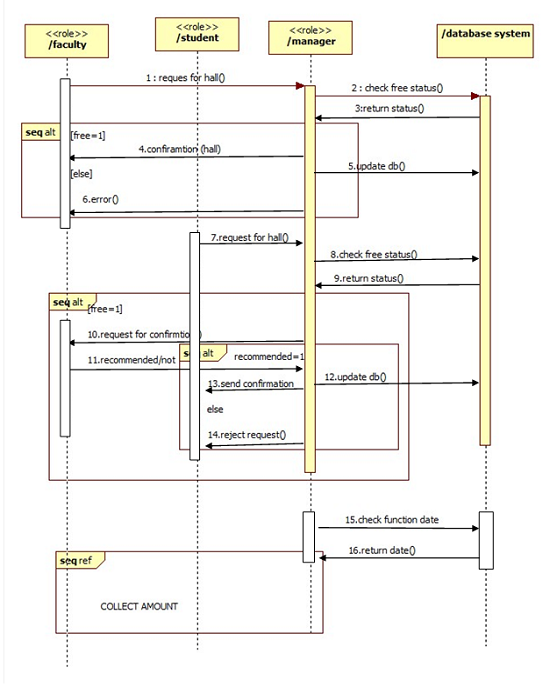 <<role>>
/faculty
<<role>>
/student
<<role>>
/manager
/database system
1 : reques for hall()
2 : check free status()
3:return status()
seq alt
[free=1]
4.confiramtion (hall)
[else]
5.update db()
6.error()
7.request for hall()
8.check free status()
9.return status()
seq alt
[free=1]
10.request for confirmtion()
11.recommended/not
seq alt
recommended=1
13.send confirmation
12.update db()
else
14.reject request()
15.check function date
16.return date()
seq ref
COLLECT AMOUNT